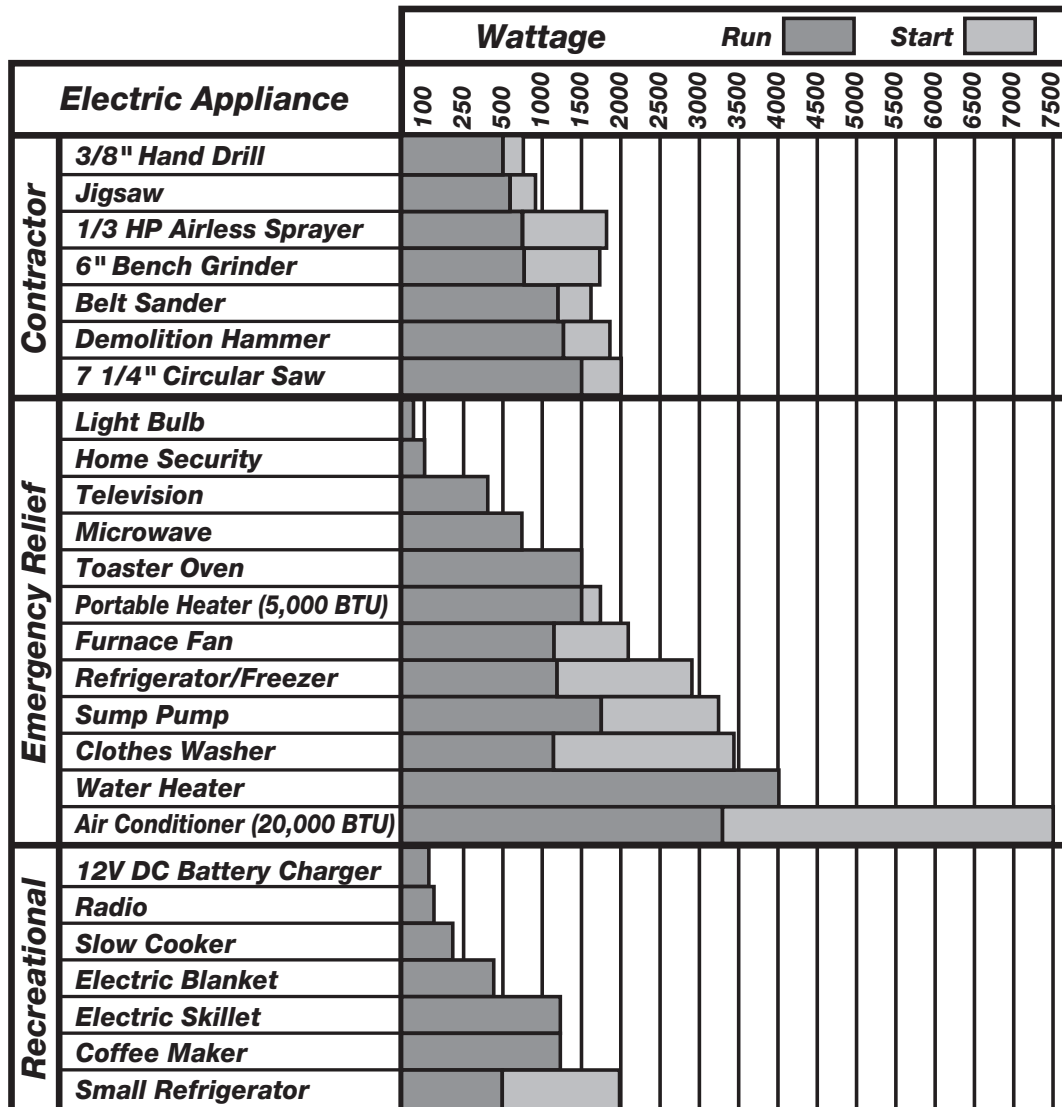 Wattage Run Start
Electric Appliance 100 250 500 1000 1500 2000 2500 3000 3500 4000 4500 5000 5500 6000 6500 7000 7500
Contractor
3/8" Hand Drill
Jigsaw
1/3 HP Airless Sprayer
6" Bench Grinder
Belt Sander
Demolition Hammer
7 1/4" Circular Saw
Emergency Relief
Light Bulb
Home Security
Television
Microwave
Toaster Oven
Portable Heater (5,000 BTU)
Furnace Fan
Refrigerator/Freezer
Sump Pump
Clothes Washer
Water Heater
Air Conditioner (20,000 BTU)
Recreational
12V DC Battery Charger
Radio
Slow Cooker
Electric Blanket
Electric Skillet
Coffee Maker
Small Refrigerator